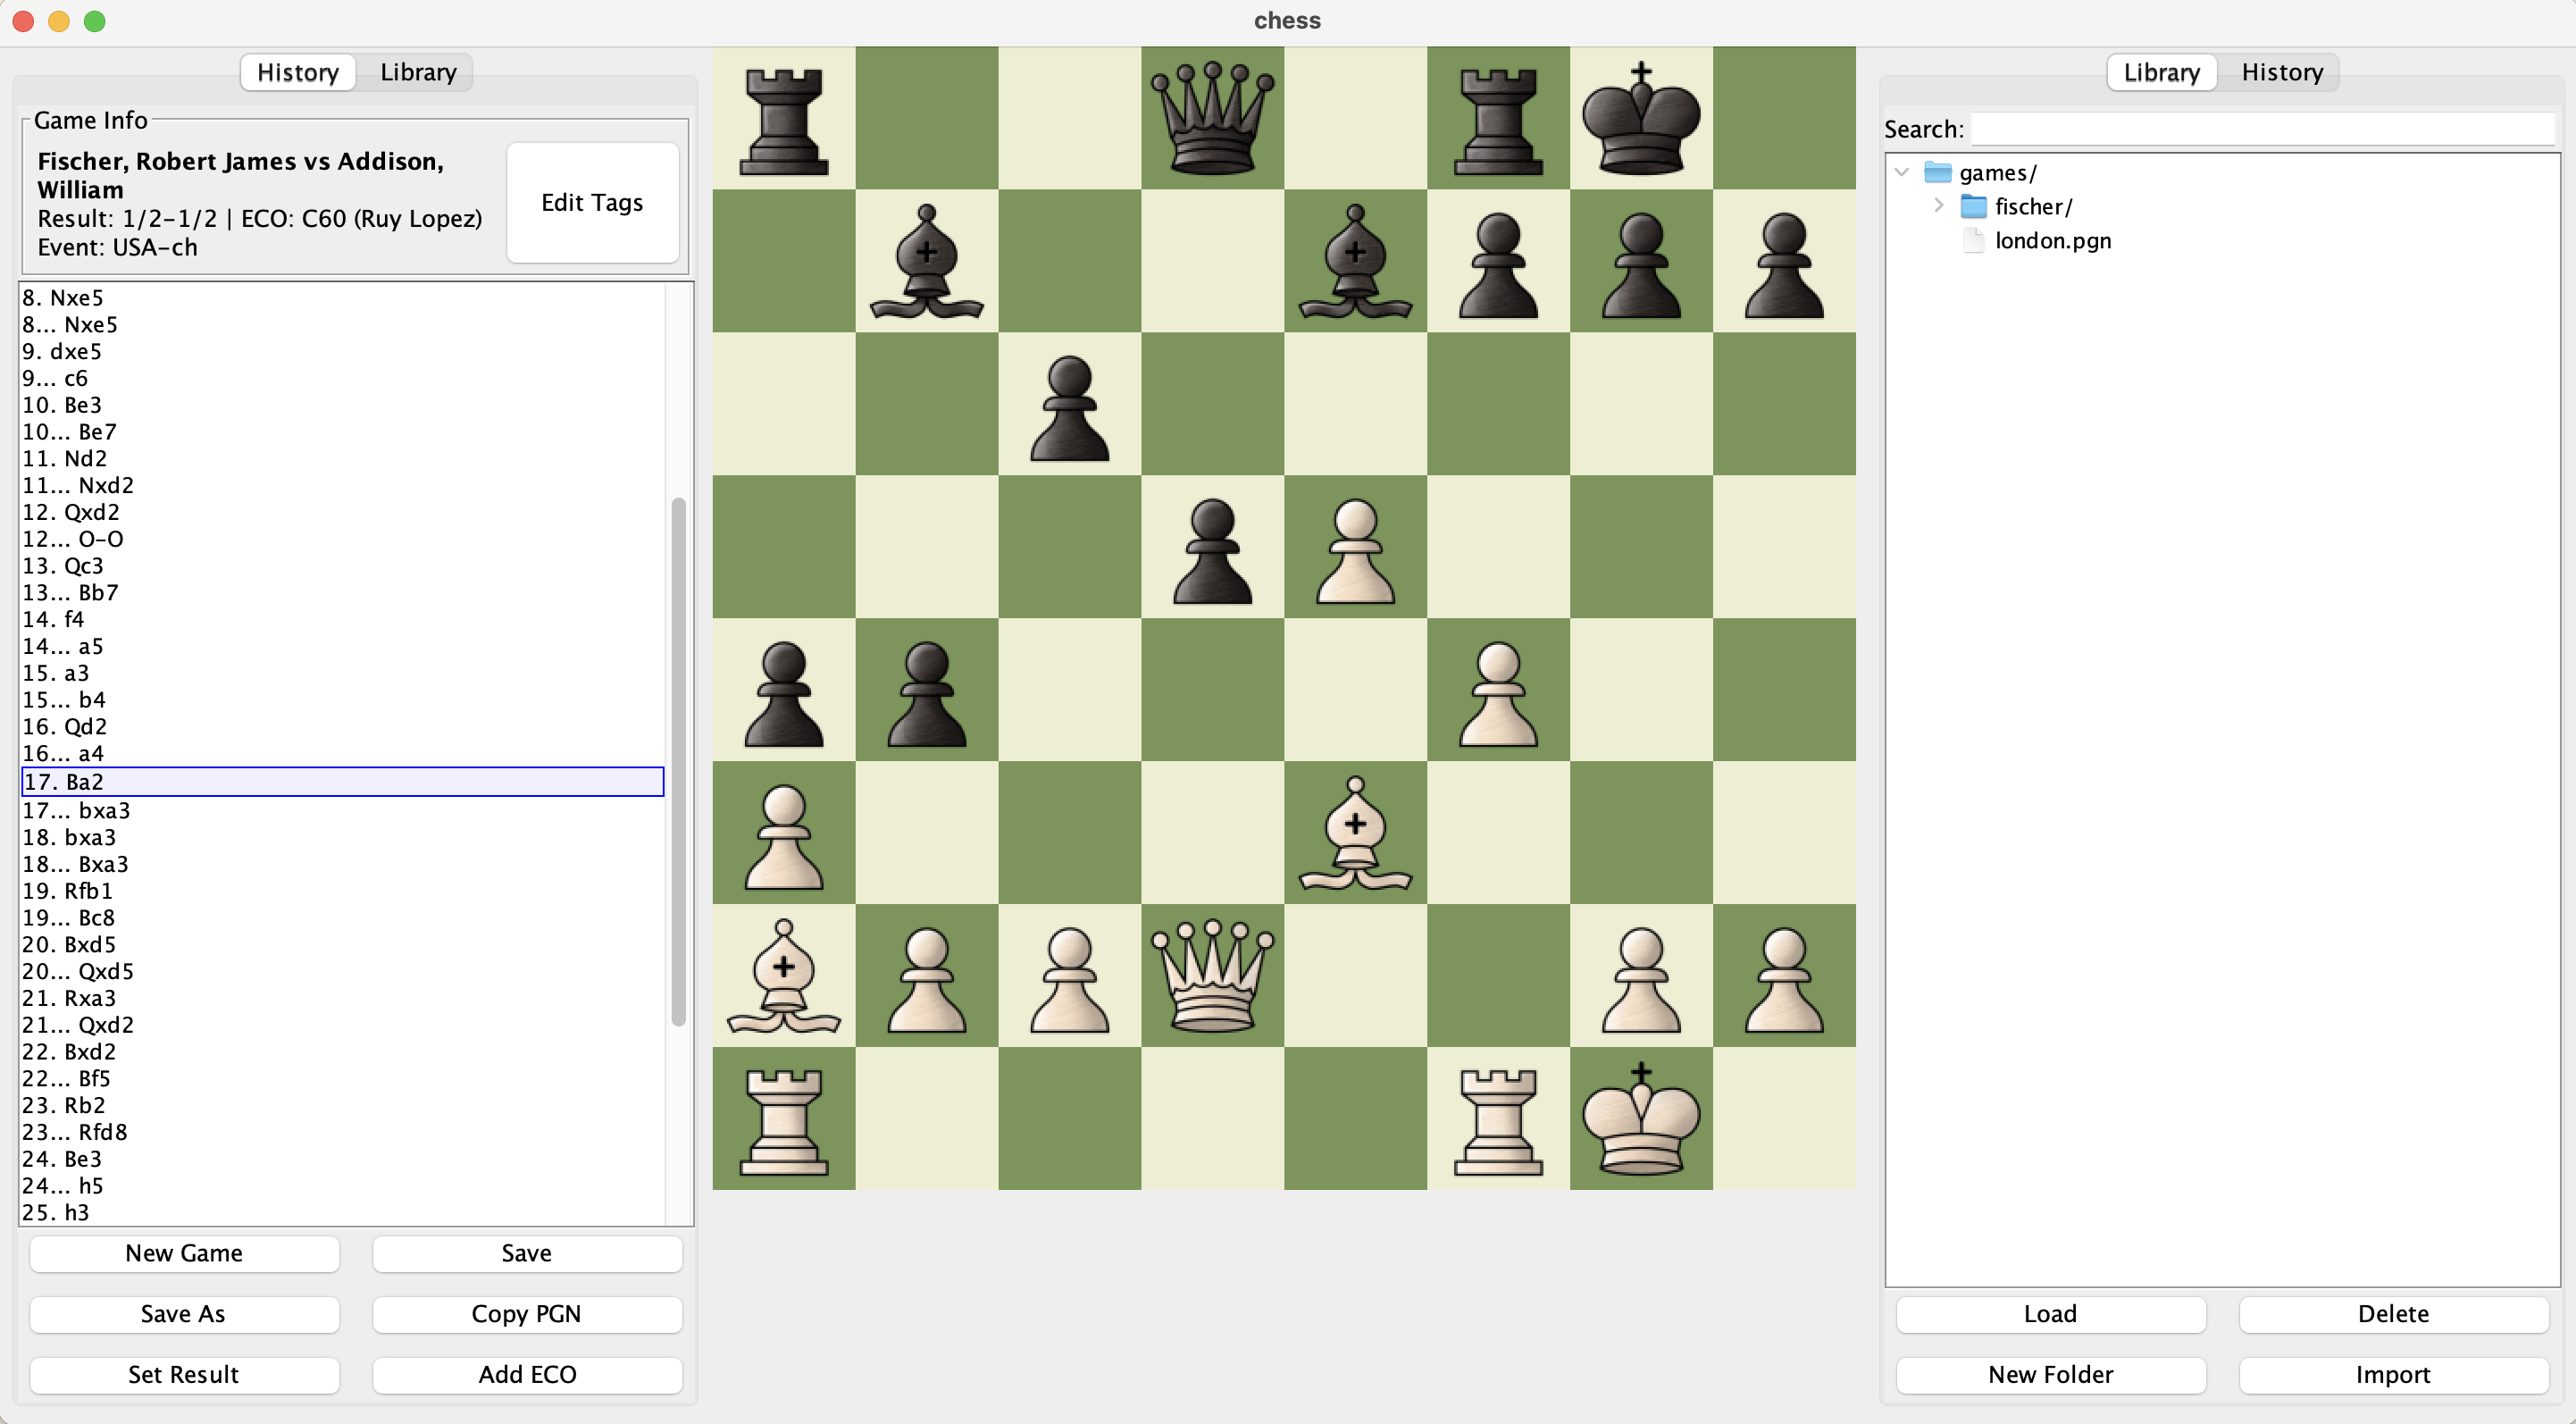 chess
History
Library
Game Info
Fischer, Robert James vs Addison,
William
Result: 1/2-1/2 | ECO: C60 (Ruy Lopez)
Event: USA-ch
Edit Tags
8. Nxe5
8... Nxe5
9. dxe5
9... c6
10. Be3
10... Be7
11. Nd2
11... Nxd2
12. Qxd2
12... O-O
13. Qc3
13... Bb7
14. f4
14... a5
15. a3
15... b4
16. Qd2
16... a4
17. Ba2
17... bxa3
18. bxa3
18... Bxa3
19. Rfb1
19... Bc8
20. Bxd5
20... Qxd5
21. Rxa3
21... Qxd2
22. Bxd2
22... Bf5
23. Rb2
23... Rfd8
24. Be3
24... h5
25. h3
New Game
Save
Save As
Copy PGN
Set Result
Add ECO
Library
History
Search:
games/
fischer/
london.pgn
Load
Delete
New Folder
Import